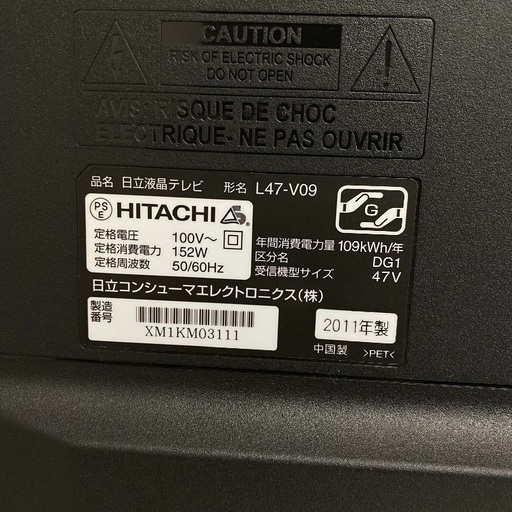 CAUTION
RISK OF ELECTRIC SHOCK
DO NOT OPEN
AVIS: RISQUE DE CHOC
ELECTRIQUE- NE PAS OUVRIR
品名 日立液晶テレビ 形名 L47-V09
PS
E
HITACHI
G
定格電圧 100V～
定格消費電力 152W
定格周波数 50/60Hz
年間消費電力量 109kWh/年
区分名 DG1
受信機型サイズ 47V
日立コンシューマエレクトロニクス(株)
製造
番号
XM1KM03111
2011年製
中国製 >PET<